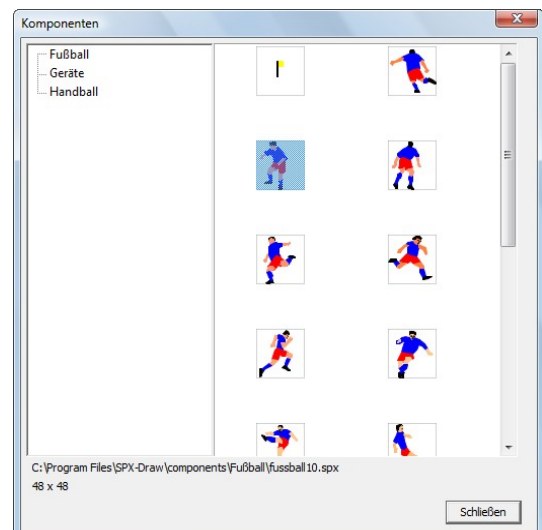 Komponenten
Fußball
Geräte
Handball
C:\Program Files\SPX-Draw\components\Fußball\fussball10.spx
48 x 48
Schließen